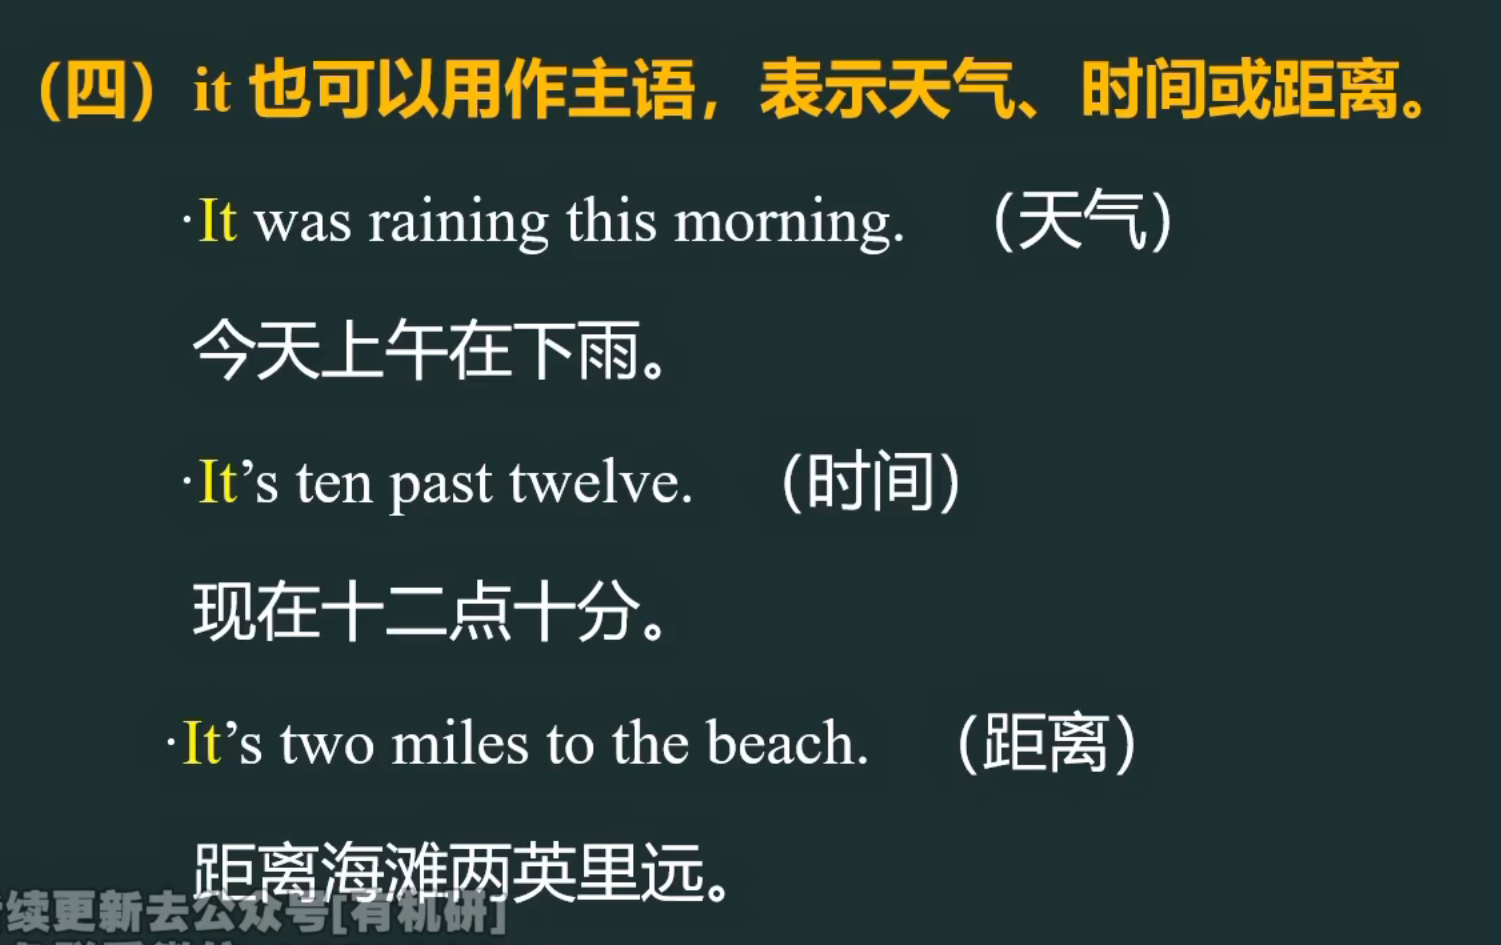 （四）it 也可以用作主语，表示天气、时间或距离。
·It was raining this morning. （天气）
今天上午在下雨。
·It’s ten past twelve. （时间）
现在十二点十分。
·It’s two miles to the beach. （距离）
距离海滩两英里远。
续更新去公众号[有机研]